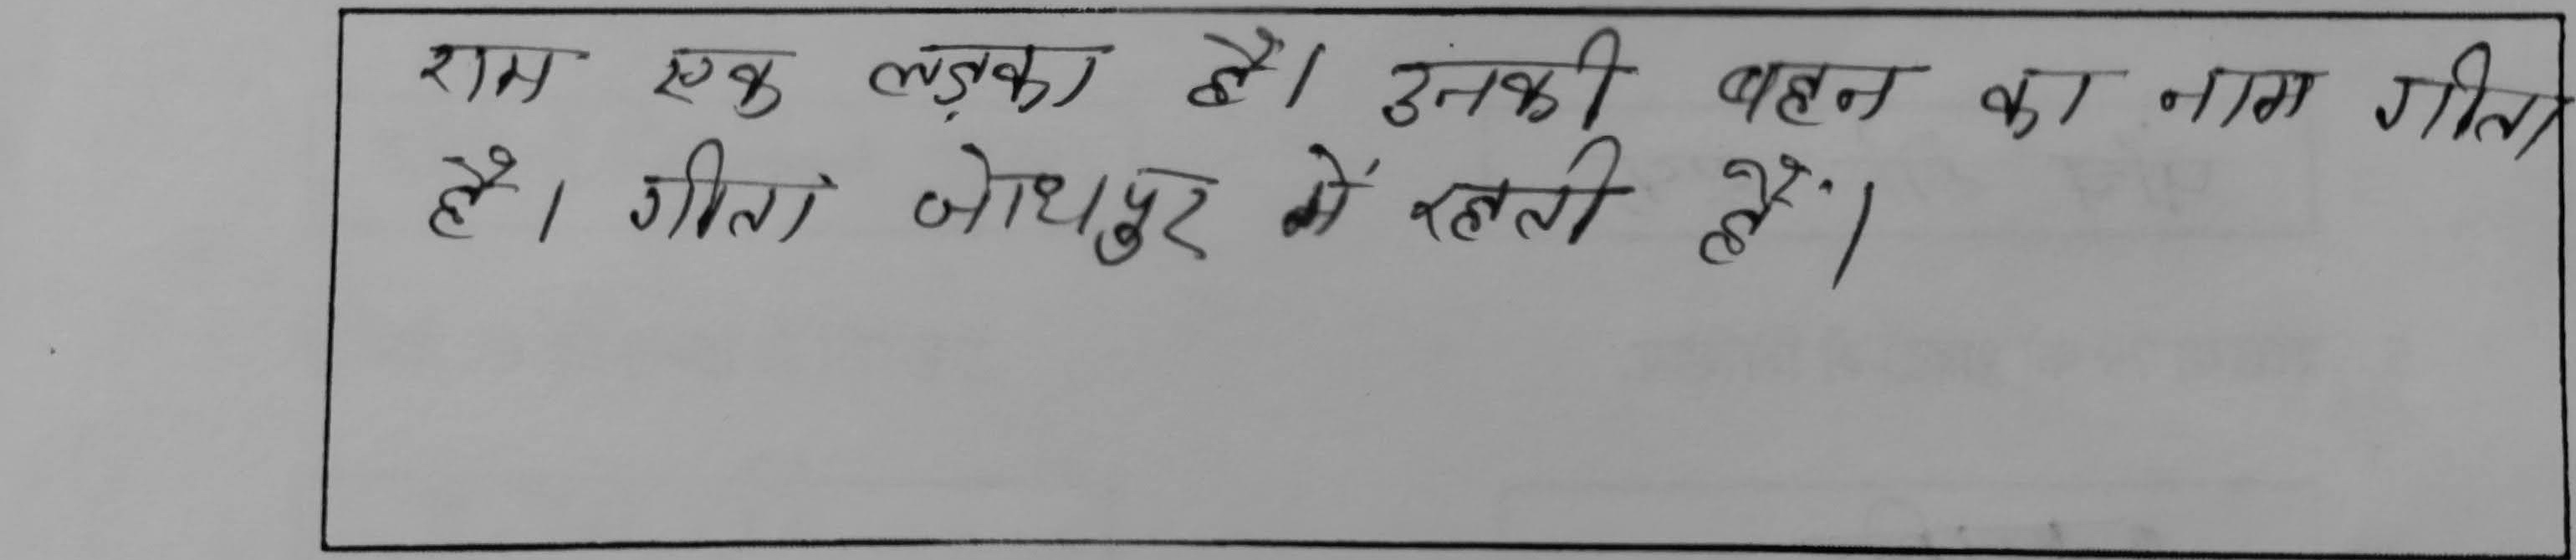 राम एक लड़का है। उनकी बहन का नाम गीता
है। गीता जोधपुर में रहती हैं।